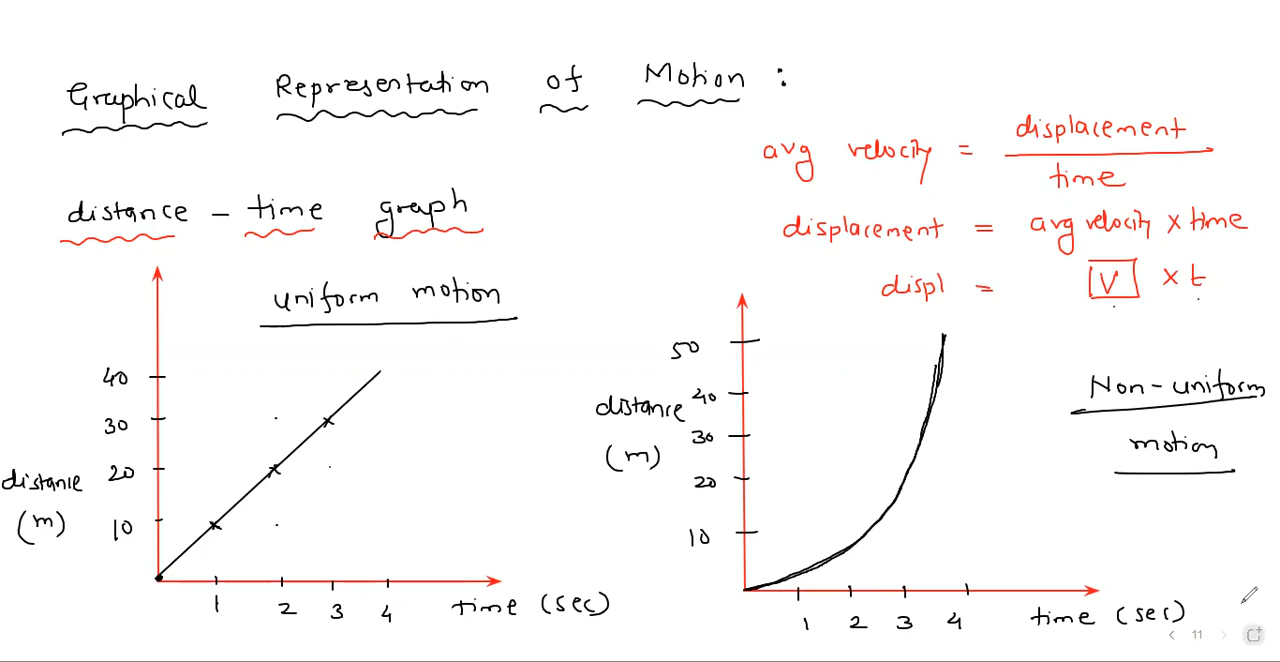 Graphical Representation of Motion :
avg velocity = displacement
time
distance - time graph
displacement = avg velocity x time
displ = V x t
uniform motion
40
30
20
10
distance
(m)
1 2 3 4 time (sec)
50
40
30
20
10
distance
(m)
1 2 3 4 time (sec)
Non-uniform
motion
11